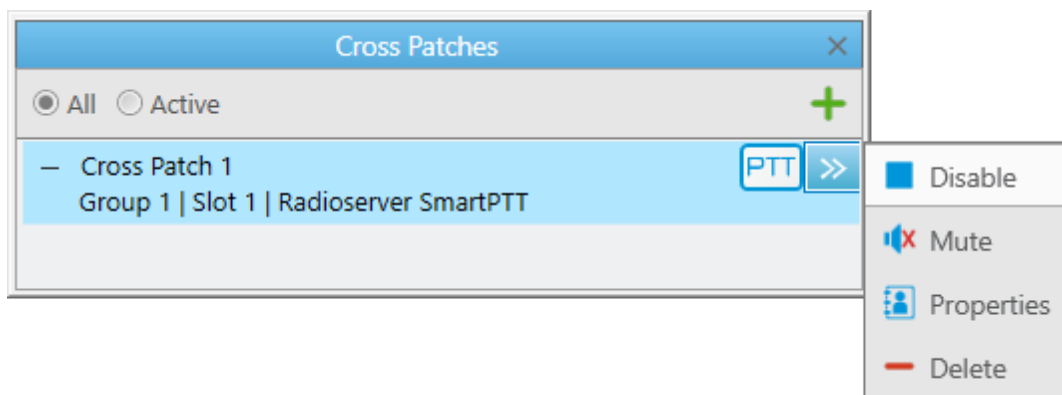 Cross Patches
All Active
Cross Patch 1
PTT
Group 1 | Slot 1 | Radioserver SmartPTT
Disable
Mute
Properties
Delete